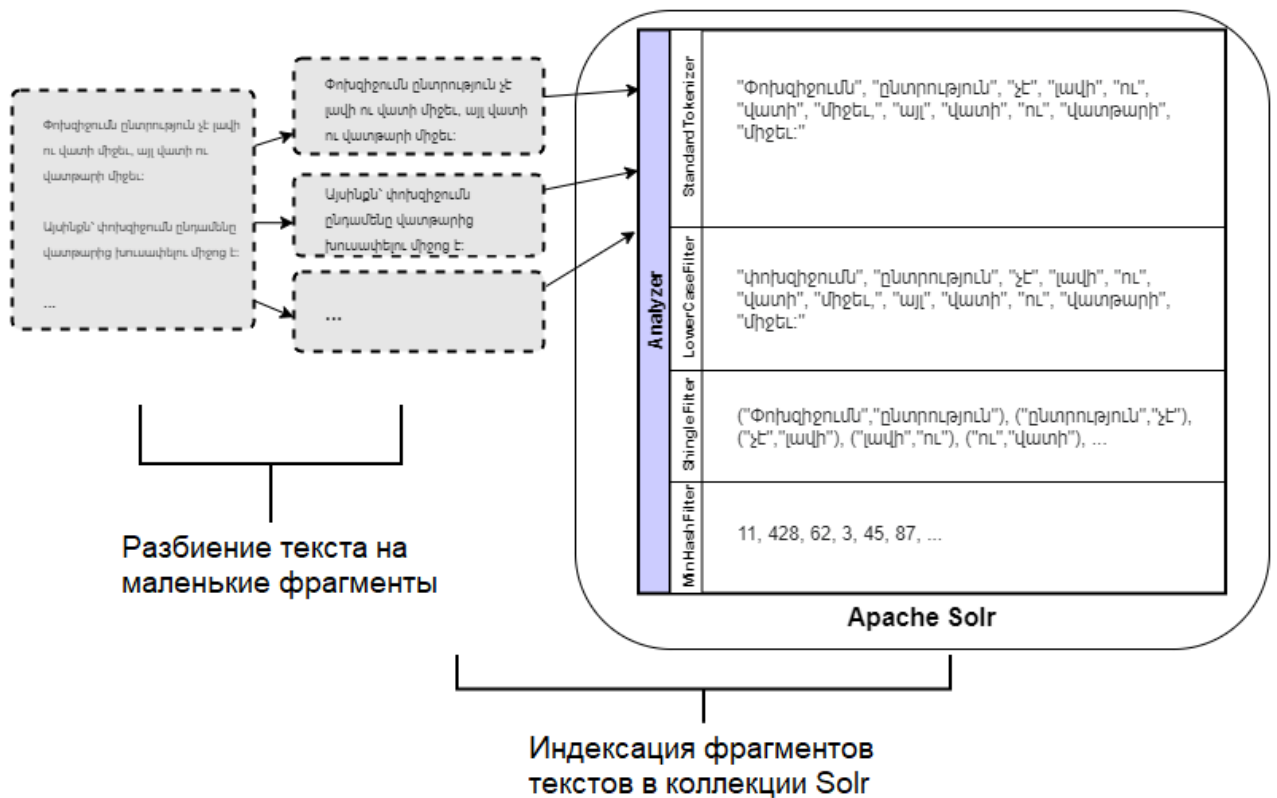 Փոխզիջումն ընտրություն չէ լավի
ու վատի միջեւ, այլ վատի ու
վատթարի միջեւ:
Այսինքն՝ փոխզիջումն ընդամենը
վատթարից խուսափելու միջոց է:
...
Փոխզիջումն ընտրություն չէ
լավի ու վատի միջեւ, այլ վատի
ու վատթարի միջեւ:
Այսինքն՝ փոխզիջումն
ընդամենը վատթարից
խուսափելու միջոց է:
...
Разбиение текста на
маленькие фрагменты
Analyzer
StandardTokenizer
"Փոխզիջումն", "ընտրություն", "չէ", "լավի", "ու",
"վատի", "միջեւ,", "այլ", "վատի", "ու", "վատթարի",
"միջեւ:"
LowerCaseFilter
"փոխզիջումն", "ընտրություն", "չէ", "լավի", "ու",
"վատի", "միջեւ,", "այլ", "վատի", "ու", "վատթարի",
"միջեւ:"
ShingleFilter
("Փոխզիջումն","ընտրություն"), ("ընտրություն","չէ"),
("չէ","լավի"), ("լավի","ու"), ("ու","վատի"), ...
MinHashFilter
11, 428, 62, 3, 45, 87, ...
Apache Solr
Индексация фрагментов
текстов в коллекции Solr